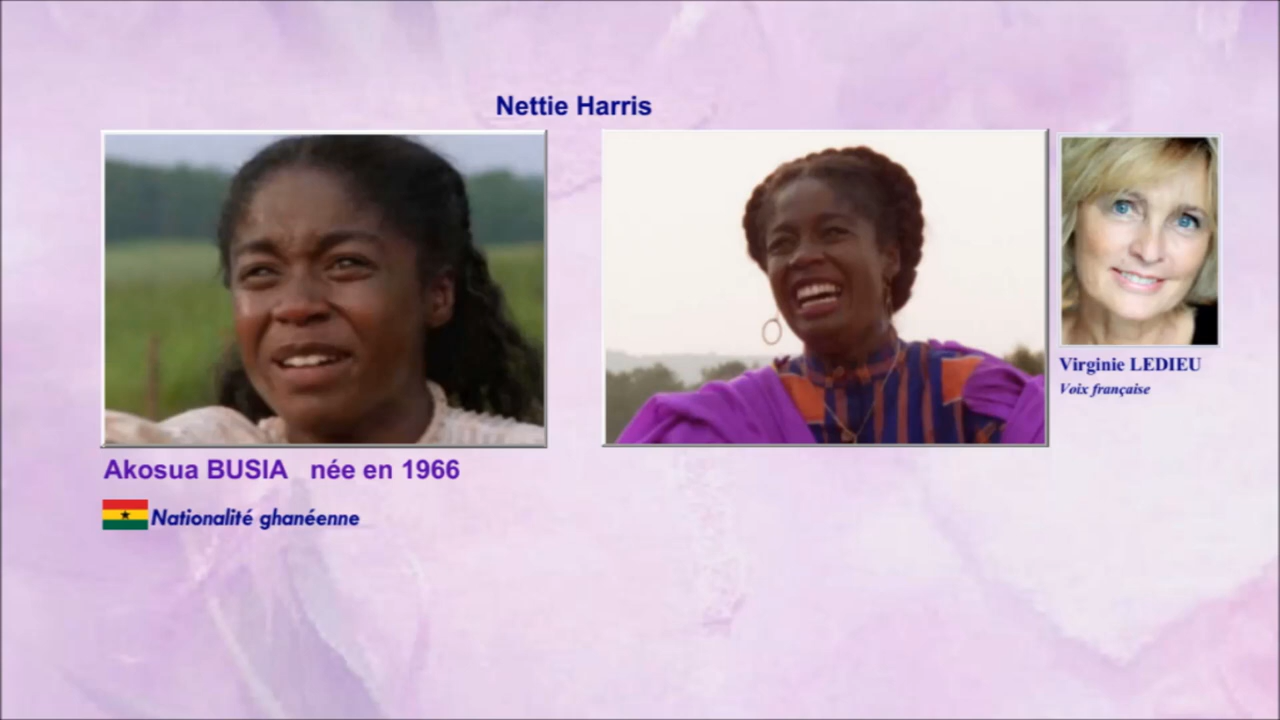 Nettie Harris
Akosua BUSIA née en 1966
Nationalité ghanéenne
Virginie LEDIEU
Voix française